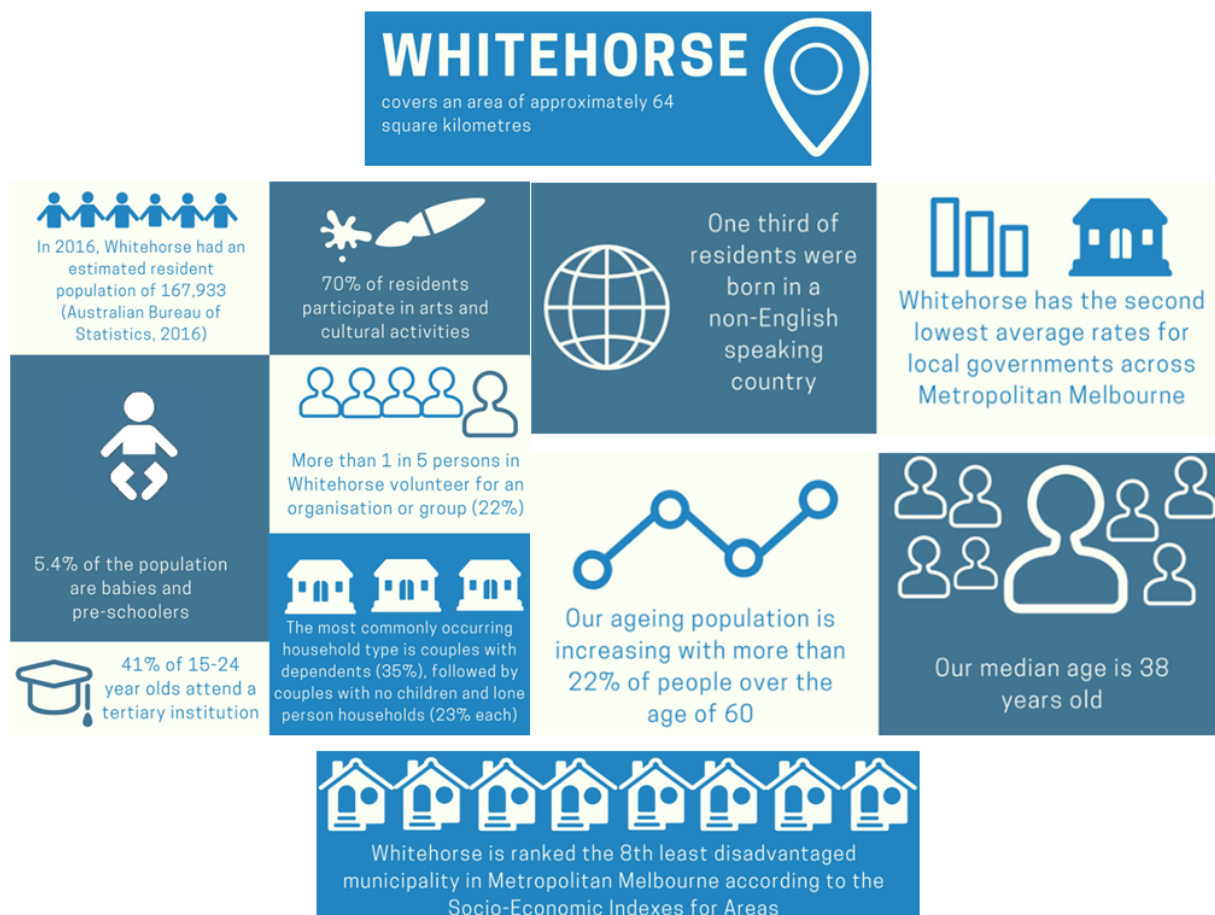 WHITEHORSE
covers an area of approximately 64
square kilometres
In 2016, Whitehorse had an
estimated resident
population of 167,933
(Australian Bureau of
Statistics, 2016)
70% of residents
participate in arts and
cultural activities
One third of
residents were
born in a
non-English
speaking
country
Whitehorse has the second
lowest average rates for
local governments across
Metropolitan Melbourne
5.4% of the population
are babies and
pre-schoolers
More than 1 in 5 persons in
Whitehorse volunteer for an
organisation or group (22%)
41% of 15-24
year olds attend a
tertiary institution
The most commonly occurring
household type is couples with
dependents (35%), followed by
couples with no children and lone
person households (23% each)
Our ageing population is
increasing with more than
22% of people over the
age of 60
Our median age is 38
years old
Whitehorse is ranked the 8th least disadvantaged
municipality in Metropolitan Melbourne according to the
Socio-Economic Indexes for Areas